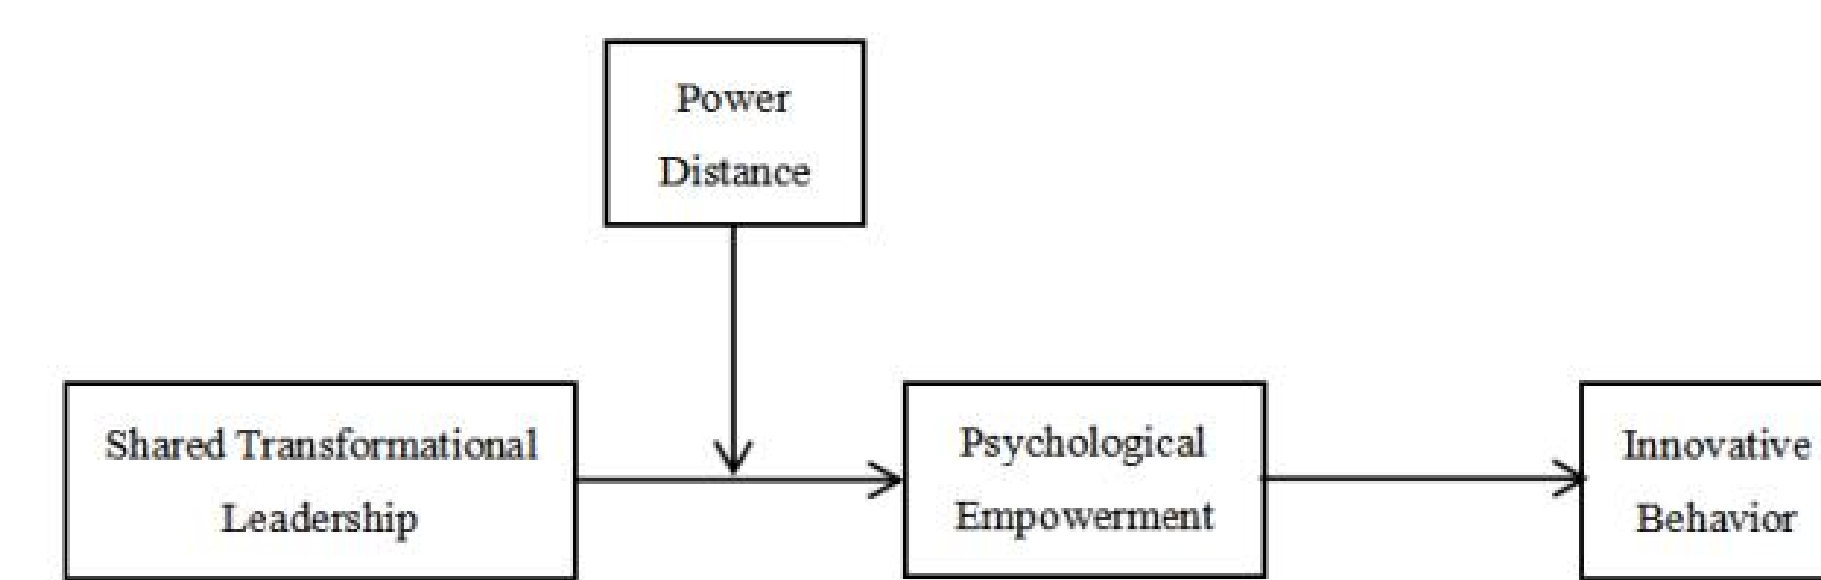 Power
Distance
Shared Transformational
Leadership
Psychological
Empowerment
Innovative
Behavior